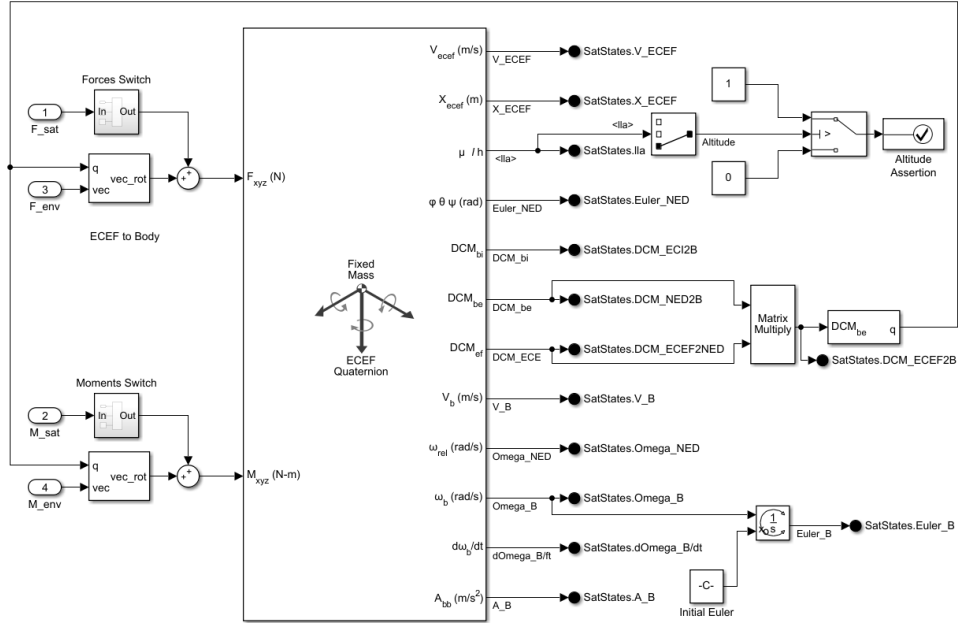 Forces Switch
1
F_sat
In Out
q
vec
vec_rot
3
F_env
ECEF to Body
+
+
F_xyz (N)
Moments Switch
2
M_sat
In Out
q
vec
vec_rot
4
M_env
+
+
M_xyz (N-m)
Fixed
Mass
ECEF
Quaternion
V_ecef (m/s)
V_ECEF
SatStates.V_ECEF
X_ecef (m)
X_ECEF
SatStates.X_ECEF
μ l h
<lla>
SatStates.lla
<lla>
Altitude
1
>
0
Altitude
Assertion
φ θ ψ (rad)
Euler_NED
SatStates.Euler_NED
DCM_bi
DCM_bi
SatStates.DCM_ECI2B
DCM_be
DCM_be
SatStates.DCM_NED2B
DCM_ef
DCM_ECE
SatStates.DCM_ECEF2NED
Matrix
Multiply
DCM_be q
SatStates.DCM_ECEF2B
V_b (m/s)
V_B
SatStates.V_B
ω_rel (rad/s)
Omega_NED
SatStates.Omega_NED
ω_b (rad/s)
Omega_B
SatStates.Omega_B
1
s
x_o
Euler_B
SatStates.Euler_B
dω_b/dt
dOmega_B/ft
SatStates.dOmega_B/dt
-C-
Initial Euler
A_bb (m/s²)
A_B
SatStates.A_B